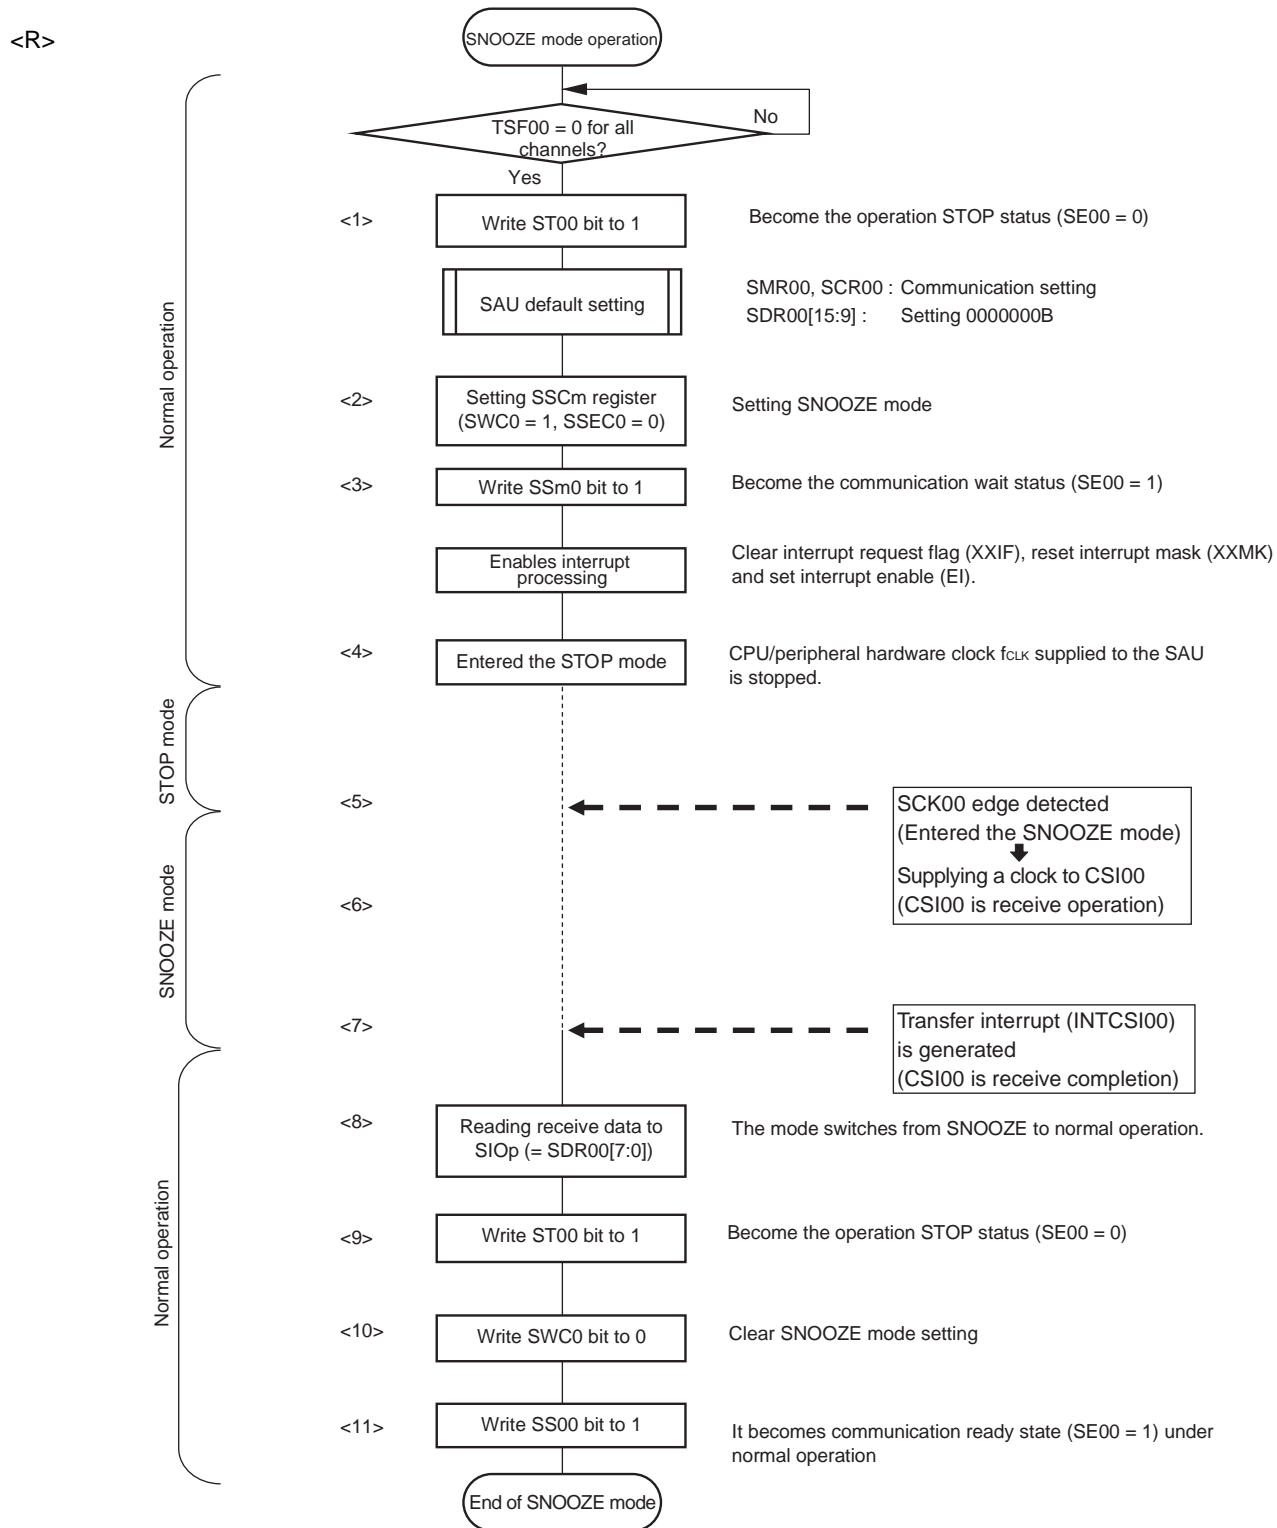 <R>
SNOOZE mode operation
No
TSF00 = 0 for all
channels?
Yes
<1>
Write ST00 bit to 1
Become the operation STOP status (SE00 = 0)
SAU default setting
SMR00, SCR00 : Communication setting
SDR00[15:9] : Setting 0000000B
Normal operation
<2>
Setting SSCm register
(SWC0 = 1, SSEC0 = 0)
Setting SNOOZE mode
<3>
Write SSm0 bit to 1
Become the communication wait status (SE00 = 1)
Enables interrupt
processing
Clear interrupt request flag (XXIF), reset interrupt mask (XXMK)
and set interrupt enable (EI).
<4>
Entered the STOP mode
CPU/peripheral hardware clock fCLK supplied to the SAU
is stopped.
STOP mode
<5>
SCK00 edge detected
(Entered the SNOOZE mode)
Supplying a clock to CSI00
(CSI00 is receive operation)
<6>
SNOOZE mode
<7>
Transfer interrupt (INTCSI00)
is generated
(CSI00 is receive completion)
<8>
Reading receive data to
SIOp (= SDR00[7:0])
The mode switches from SNOOZE to normal operation.
Normal operation
<9>
Write ST00 bit to 1
Become the operation STOP status (SE00 = 0)
<10>
Write SWC0 bit to 0
Clear SNOOZE mode setting
<11>
Write SS00 bit to 1
It becomes communication ready state (SE00 = 1) under
normal operation
End of SNOOZE mode